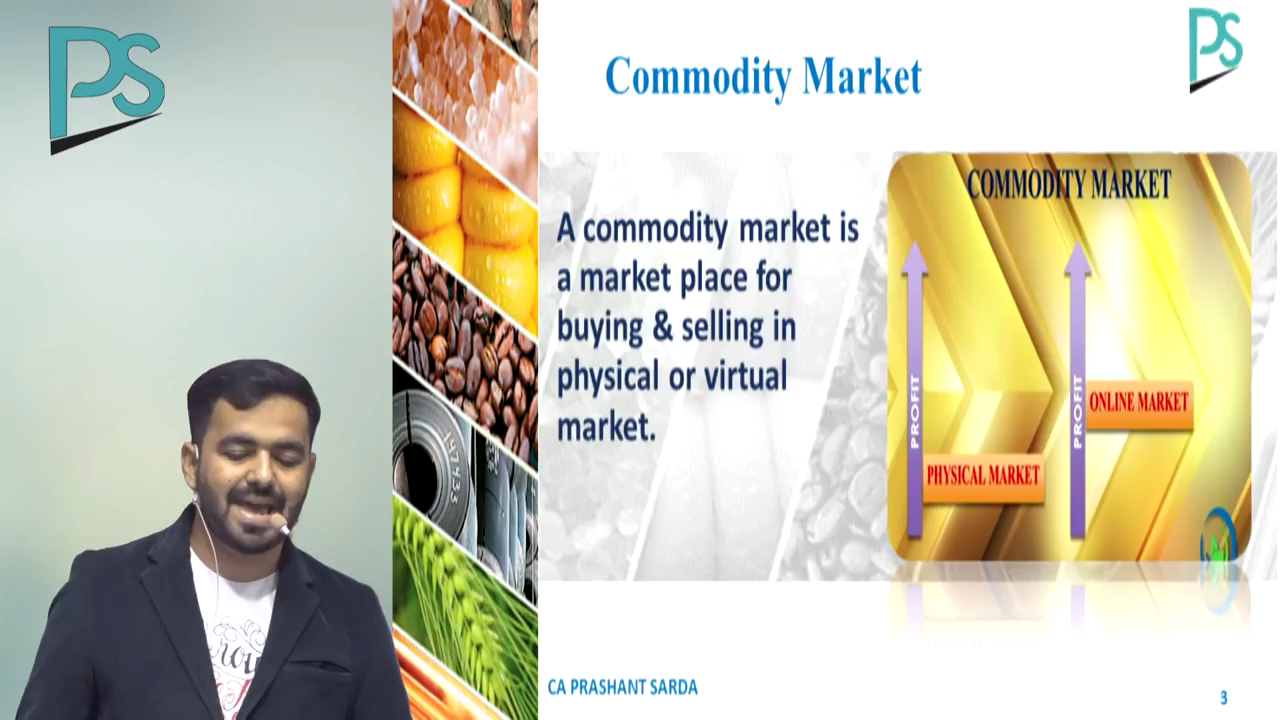 PS
PS
Commodity Market
COMMODITY MARKET
A commodity market is
a market place for
buying & selling in
physical or virtual
market.
PROFIT
PHYSICAL MARKET
PROFIT
ONLINE MARKET
CA PRASHANT SARDA
3